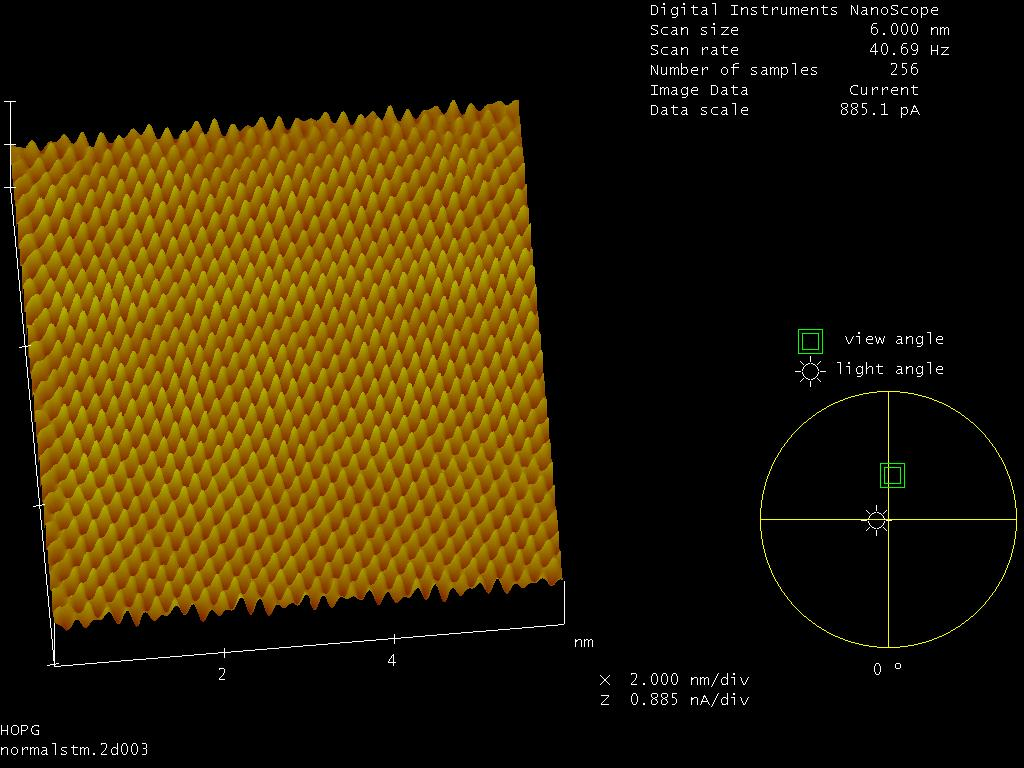 Digital Instruments NanoScope
Scan size 6.000 nm
Scan rate 40.69 Hz
Number of samples 256
Image Data Current
Data scale 885.1 pA
view angle
light angle
0 º
nm
4
2
X 2.000 nm/div
Z 0.885 nA/div
HOPG
normalstm.2d003